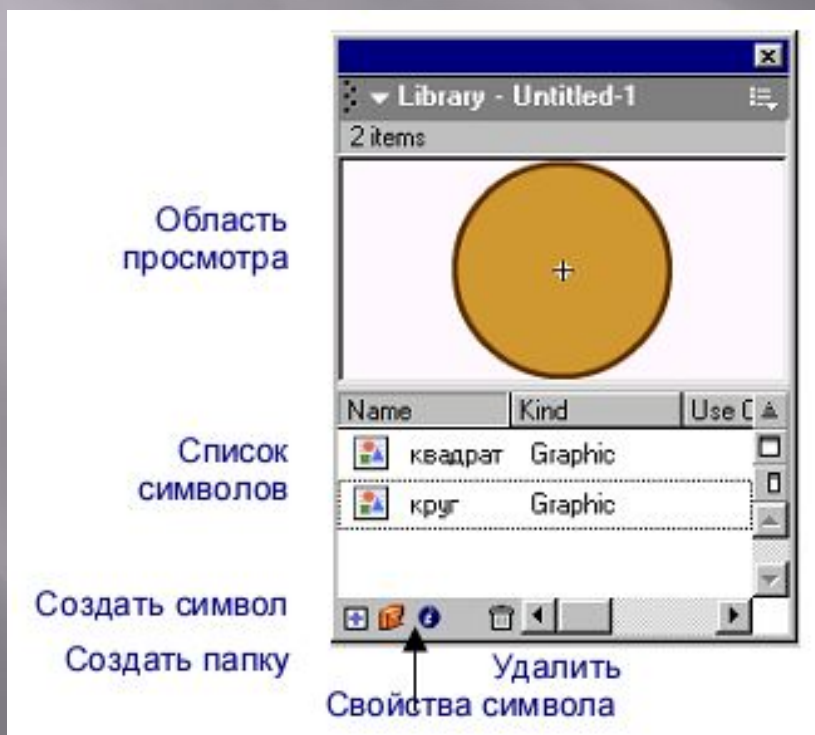 Library - Untitled-1
2 items
Область
просмотра
Name Kind Use C
Список
символов
квадрат Graphic
круг Graphic
Создать символ
Создать папку
Удалить
Свойства символа